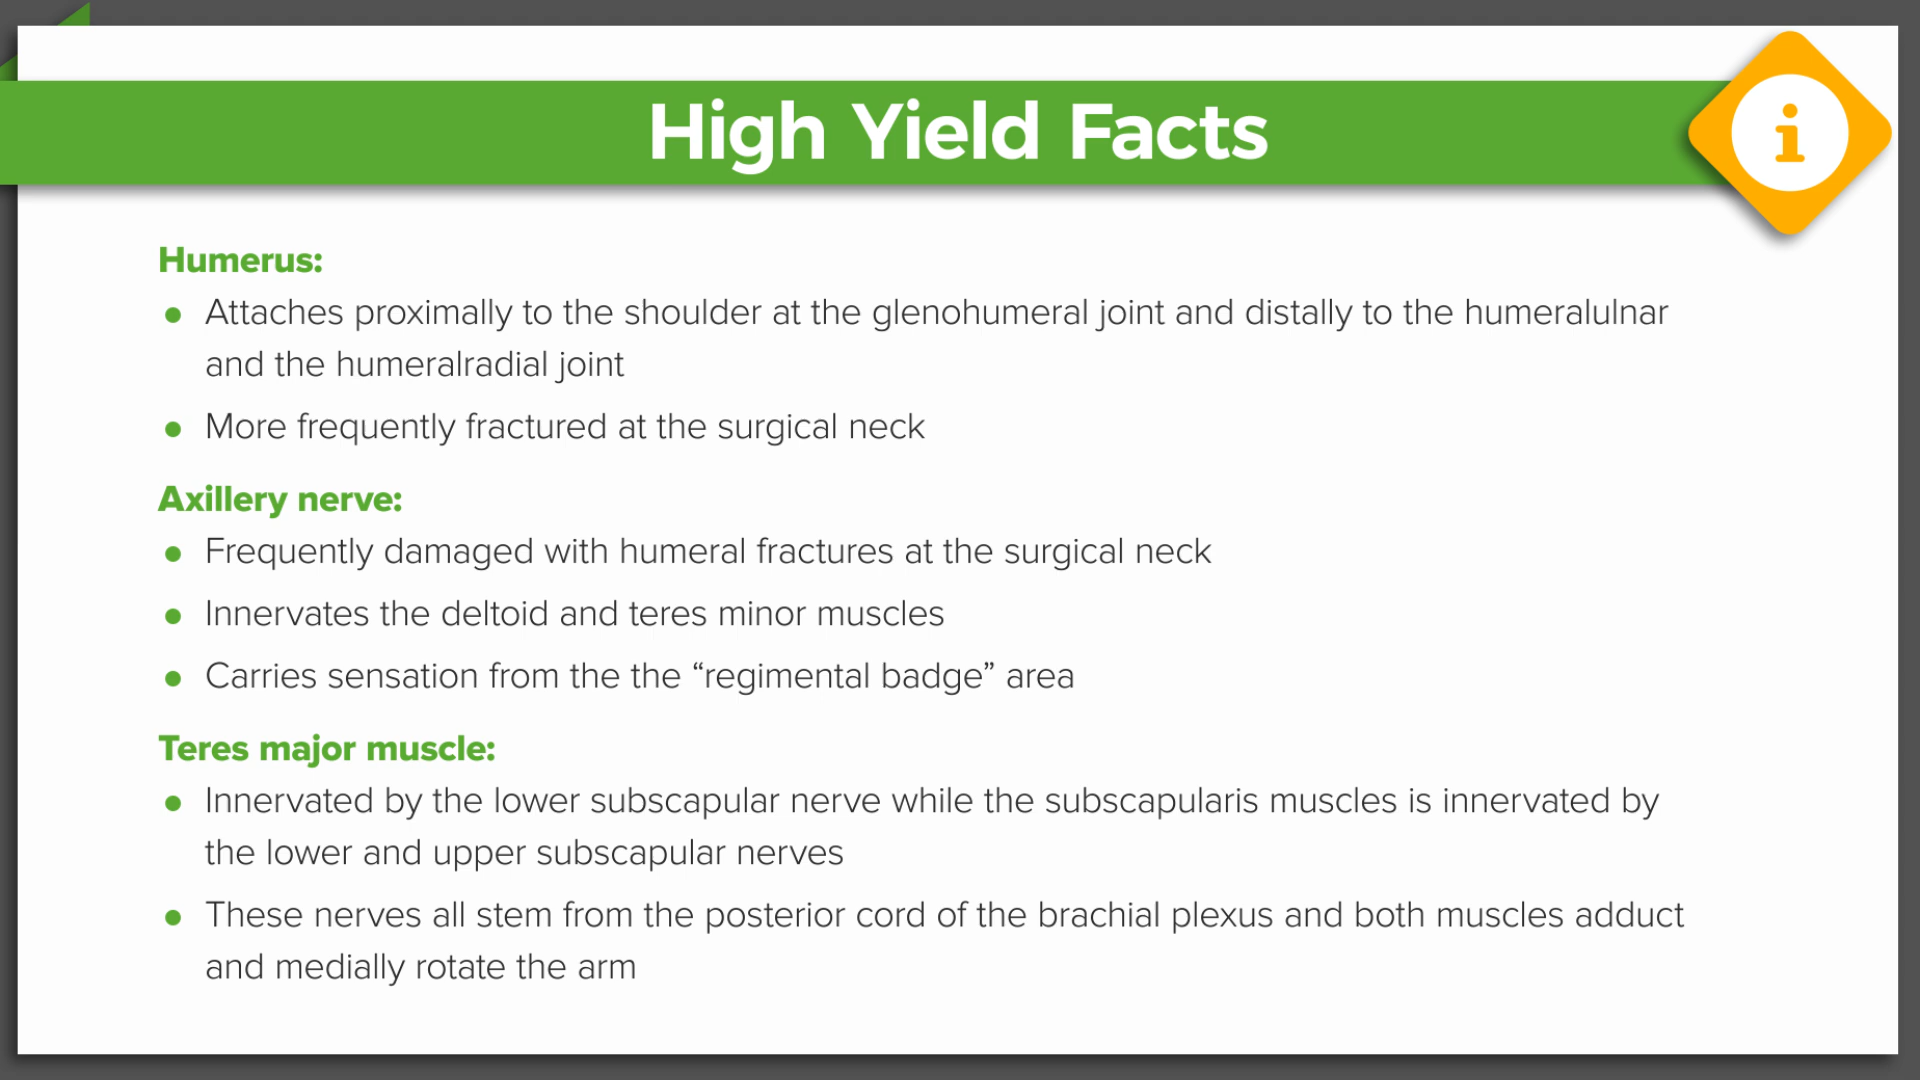 High Yield Facts
Humerus:
● Attaches proximally to the shoulder at the glenohumeral joint and distally to the humeralulnar
and the humeralradial joint
● More frequently fractured at the surgical neck
Axillery nerve:
● Frequently damaged with humeral fractures at the surgical neck
● Innervates the deltoid and teres minor muscles
● Carries sensation from the the “regimental badge” area
Teres major muscle:
● Innervated by the lower subscapular nerve while the subscapularis muscles is innervated by
the lower and upper subscapular nerves
● These nerves all stem from the posterior cord of the brachial plexus and both muscles adduct
and medially rotate the arm